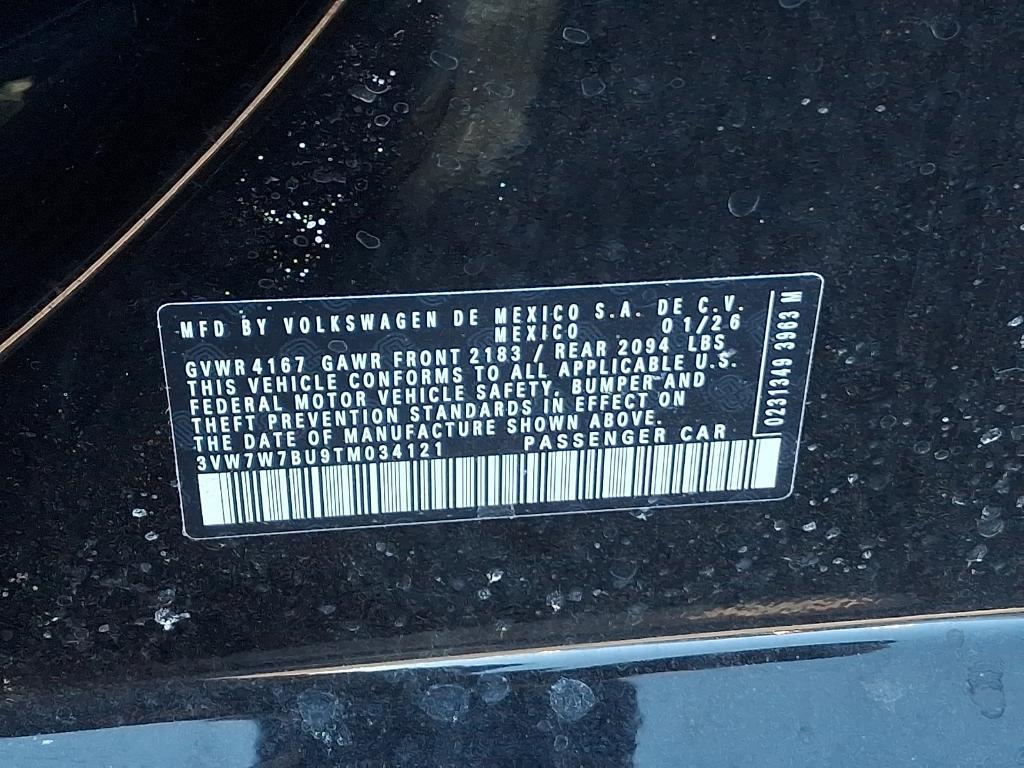 MFD BY VOLKSWAGEN DE MEXICO S.A. DE C.V.
MEXICO 01/26
GVWR 4167 GAWR FRONT 2183 / REAR 2094 LBS
THIS VEHICLE CONFORMS TO ALL APPLICABLE U.S.
FEDERAL MOTOR VEHICLE SAFETY, BUMPER AND
THEFT PREVENTION STANDARDS IN EFFECT ON
THE DATE OF MANUFACTURE SHOWN ABOVE.
3VW7W7BU9TM034121 PASSENGER CAR
0231349 3963 M